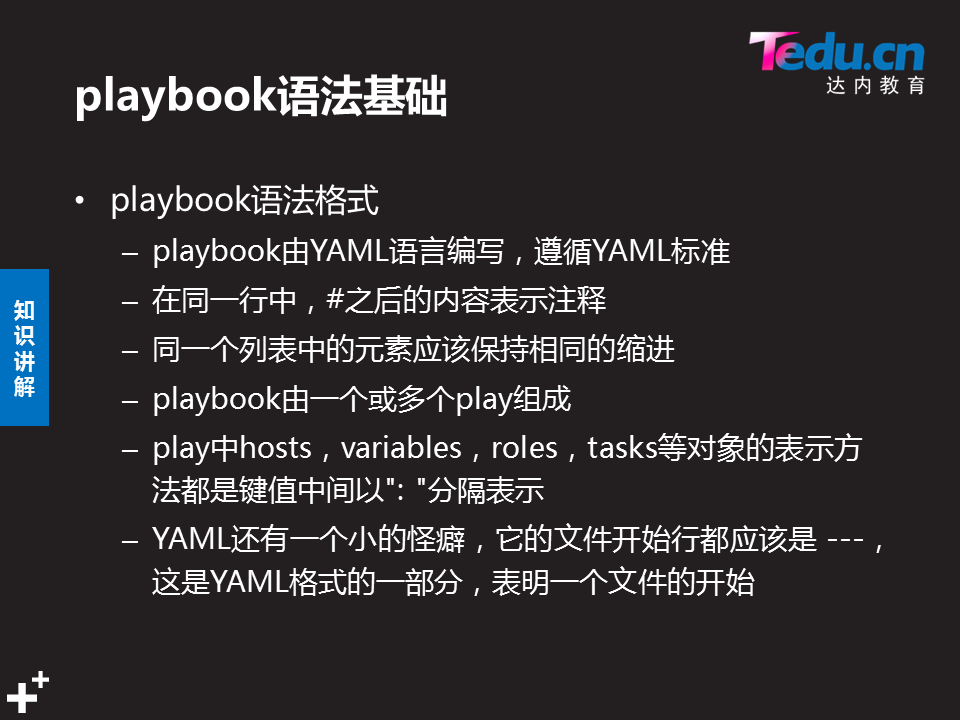 Tedu.cn
达内教育
playbook语法基础
• playbook语法格式
– playbook由YAML语言编写，遵循YAML标准
– 在同一行中，#之后的内容表示注释
– 同一个列表中的元素应该保持相同的缩进
– playbook由一个或多个play组成
– play中hosts，variables，roles，tasks等对象的表示方
法都是键值中间以": "分隔表示
– YAML还有一个小的怪癖，它的文件开始行都应该是 ---，
这是YAML格式的一部分，表明一个文件的开始
知识讲解